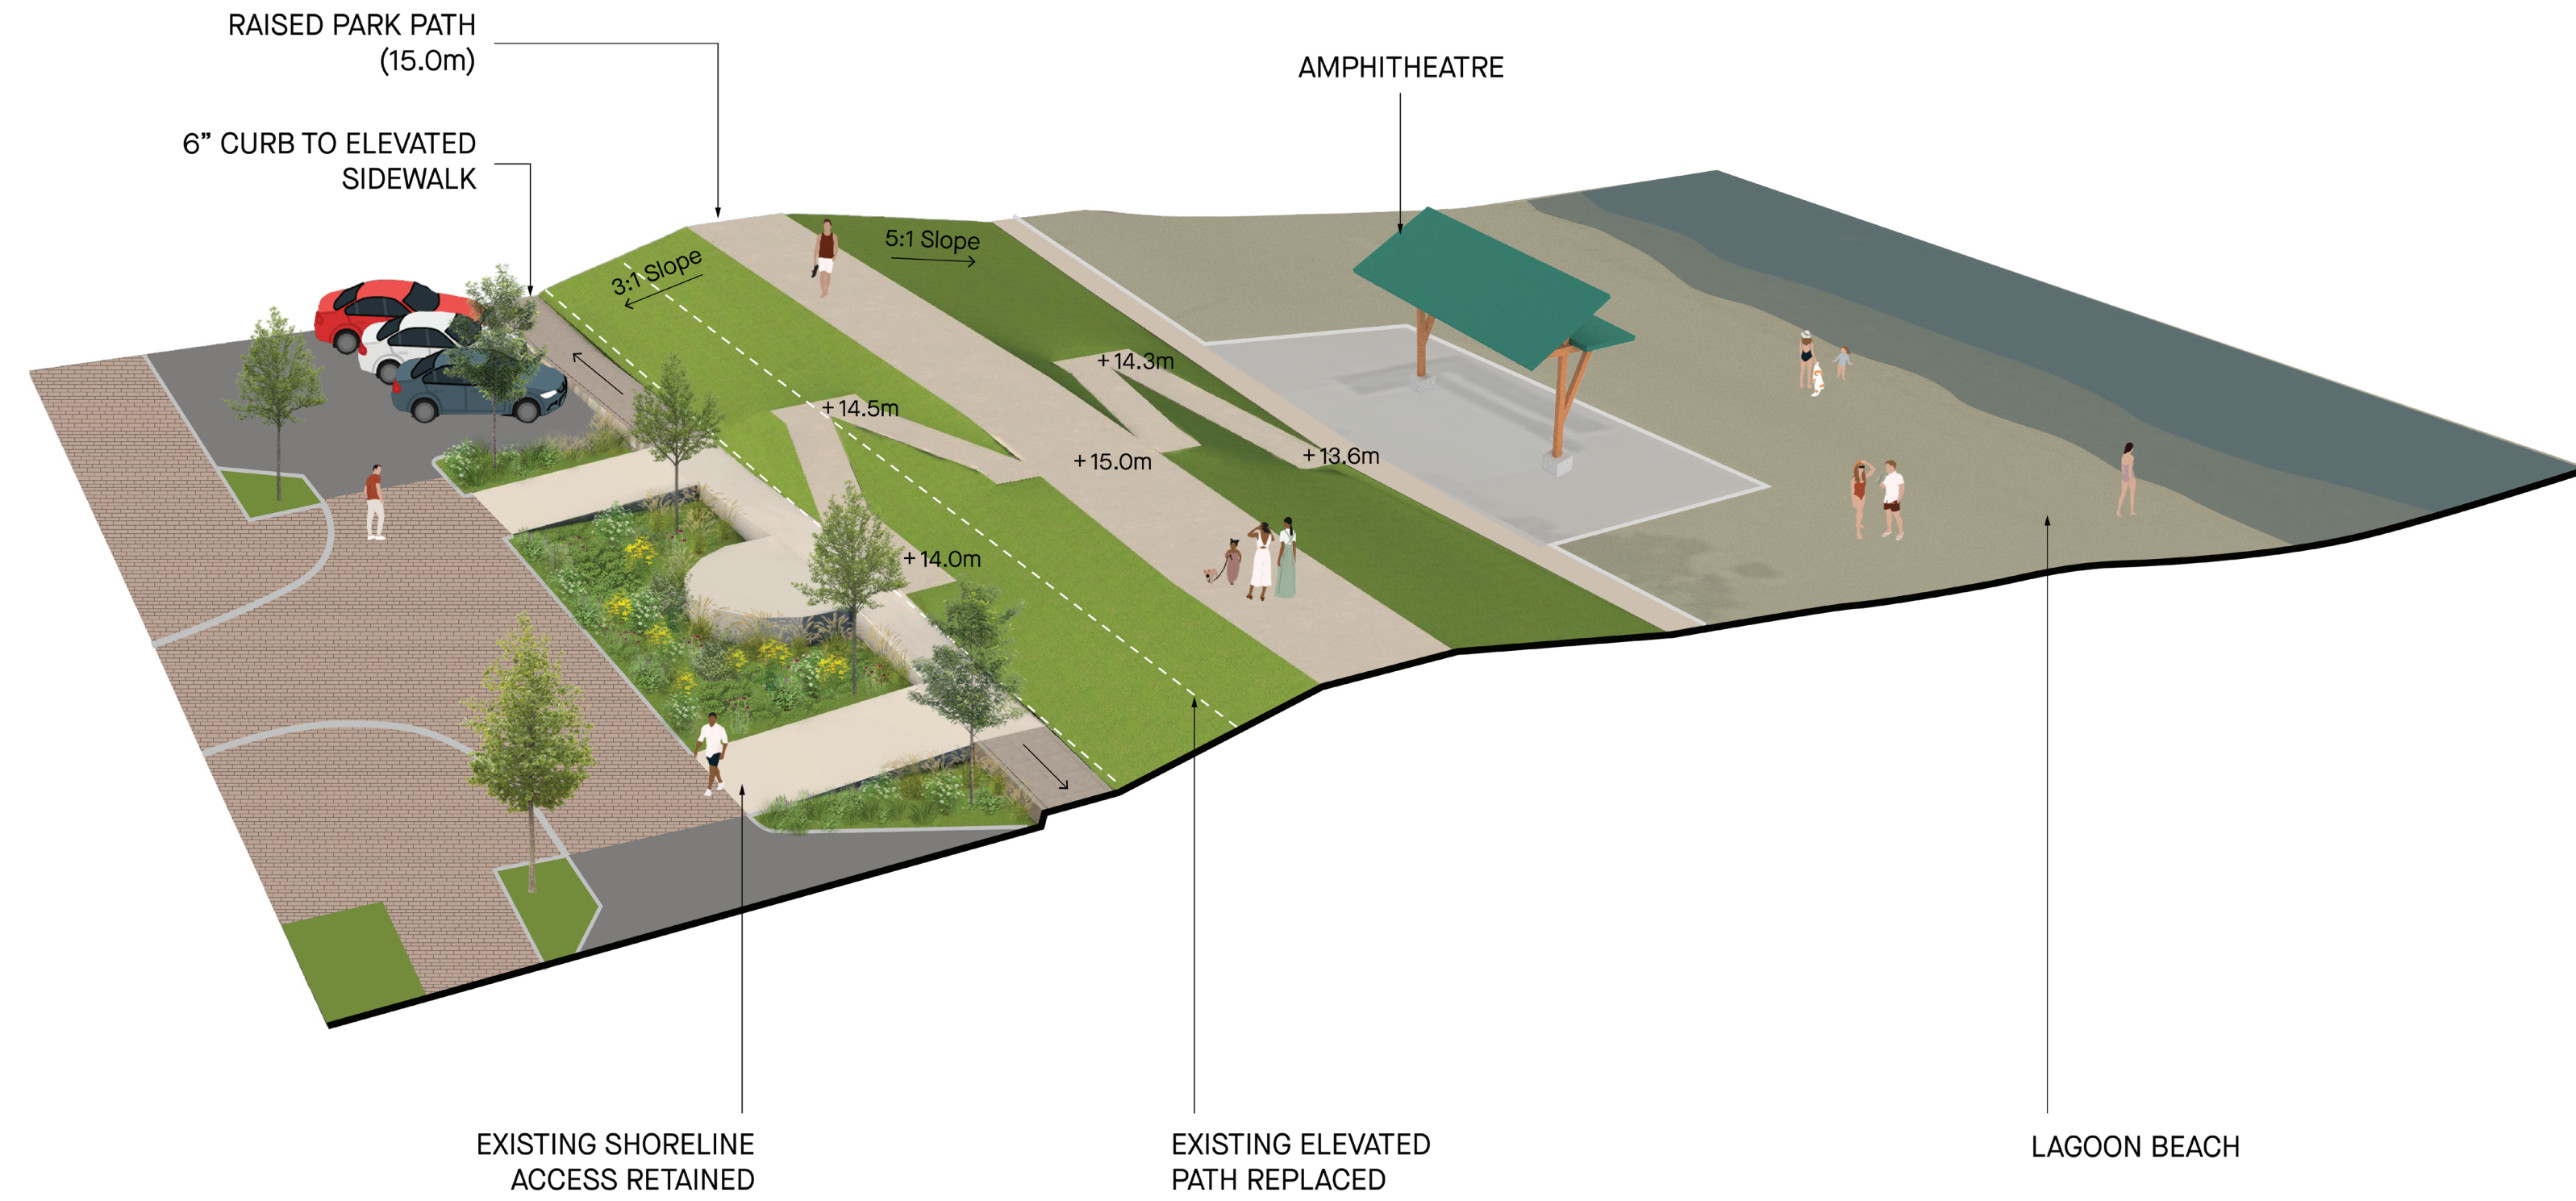 RAISED PARK PATH
(15.0m)
AMPHITHEATRE
6” CURB TO ELEVATED
SIDEWALK
5:1 Slope
3:1 Slope
+14.3m
+14.5m
+15.0m
+13.6m
+14.0m
EXISTING SHORELINE
ACCESS RETAINED
EXISTING ELEVATED
PATH REPLACED
LAGOON BEACH